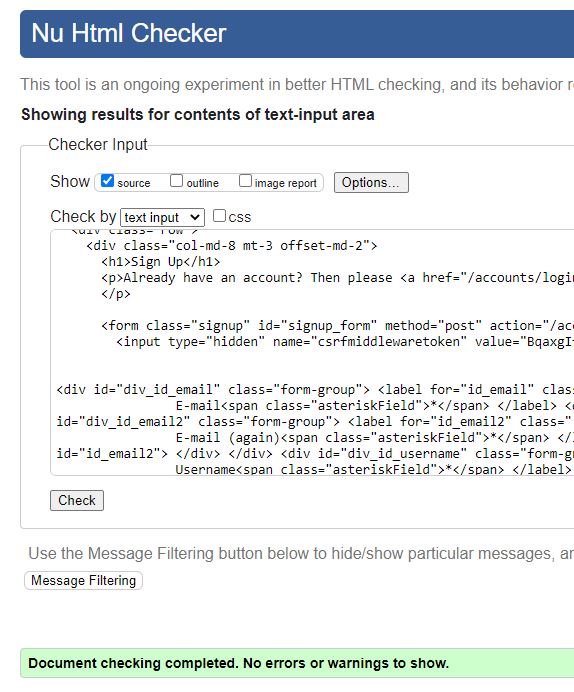 Nu Html Checker
This tool is an ongoing experiment in better HTML checking, and its behavior
Showing results for contents of text-input area
Checker Input
Show source outline image report Options...
Check by text input css
<div class="row">
<div class="col-md-8 mt-3 offset-md-2">
<h1>Sign Up</h1>
<p>Already have an account? Then please <a href="/accounts/logi
</p>
<form class="signup" id="signup_form" method="post" action="/ac
<input type="hidden" name="csrfmiddlewaretoken" value="BqaxgI
<div id="div_id_email" class="form-group"> <label for="id_email" clas
E-mail<span class="asteriskField">*</span> </label> <
id="div_id_email2" class="form-group"> <label for="id_email2" class="
E-mail (again)<span class="asteriskField">*</span> </
id="id_email2"> </div> </div> <div id="div_id_username" class="form-g
Username<span class="asteriskField">*</span> </label>
Check
Use the Message Filtering button below to hide/show particular messages, a
Message Filtering
Document checking completed. No errors or warnings to show.